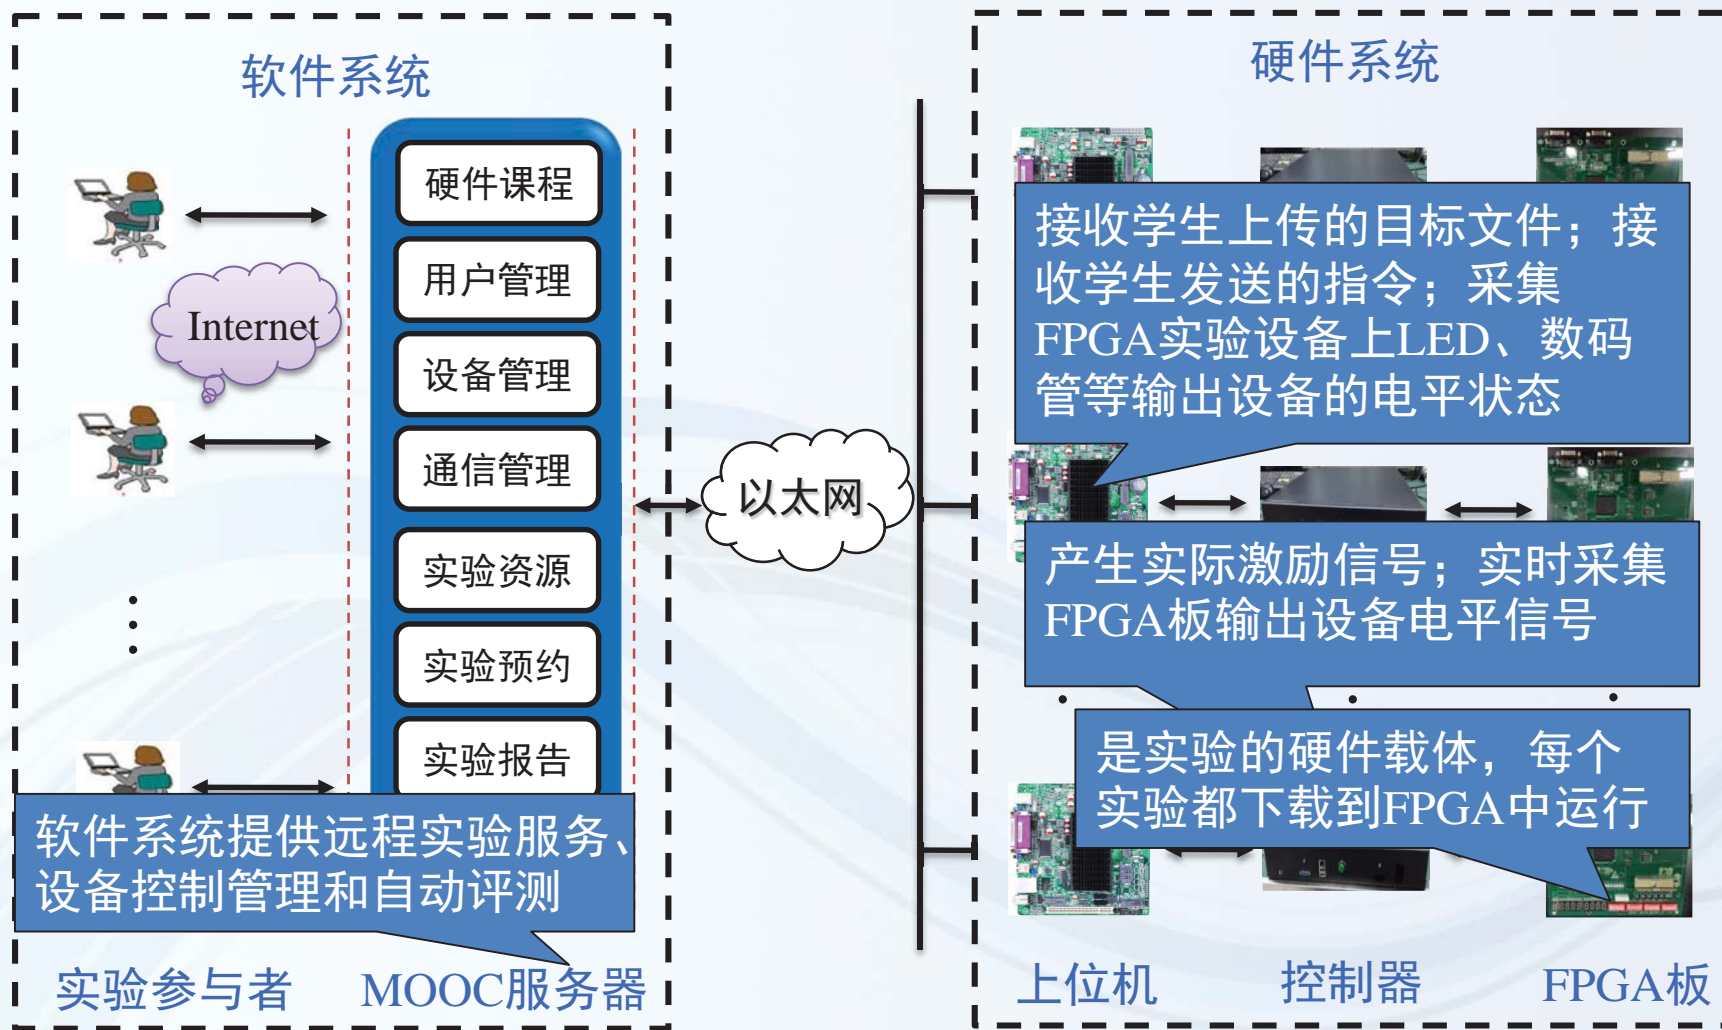 软件系统
硬件课程
用户管理
设备管理
通信管理
实验资源
实验预约
实验报告
Internet
软件系统提供远程实验服务、
设备控制管理和自动评测
实验参与者
MOOC服务器
以太网
硬件系统
接收学生上传的目标文件；接
收学生发送的指令；采集
FPGA实验设备上LED、数码
管等输出设备的电平状态
产生实际激励信号；实时采集
FPGA板输出设备电平信号
是实验的硬件载体，每个
实验都下载到FPGA中运行
上位机
控制器
FPGA板